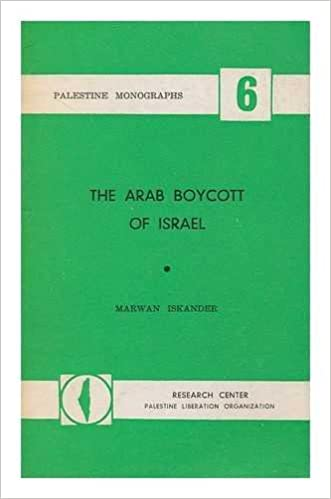 PALESTINE MONOGRAPHS
6
THE ARAB BOYCOTT
OF ISRAEL
MARWAN ISKANDER
RESEARCH CENTER
PALESTINE LIBERATION ORGANIZATION